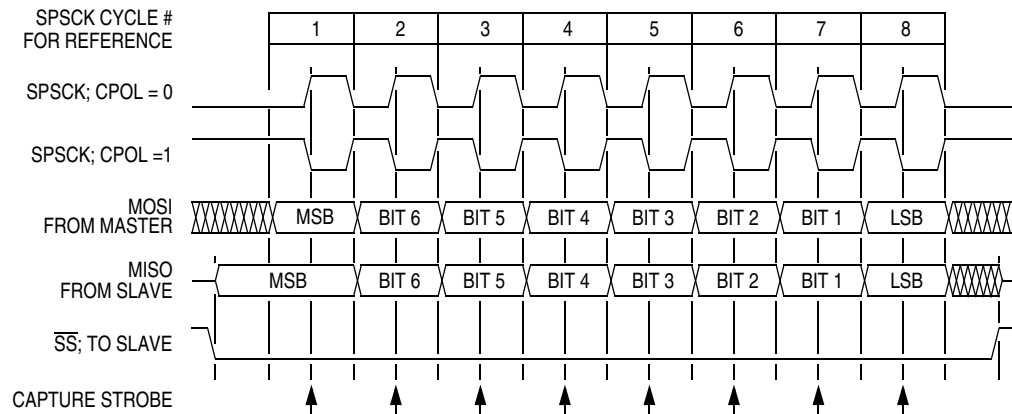 SPSCK CYCLE #
FOR REFERENCE
1 2 3 4 5 6 7 8
SPSCK; CPOL = 0
SPSCK; CPOL =1
MOSI
FROM MASTER
MSB BIT 6 BIT 5 BIT 4 BIT 3 BIT 2 BIT 1 LSB
MISO
FROM SLAVE
MSB BIT 6 BIT 5 BIT 4 BIT 3 BIT 2 BIT 1 LSB
SS; TO SLAVE
CAPTURE STROBE